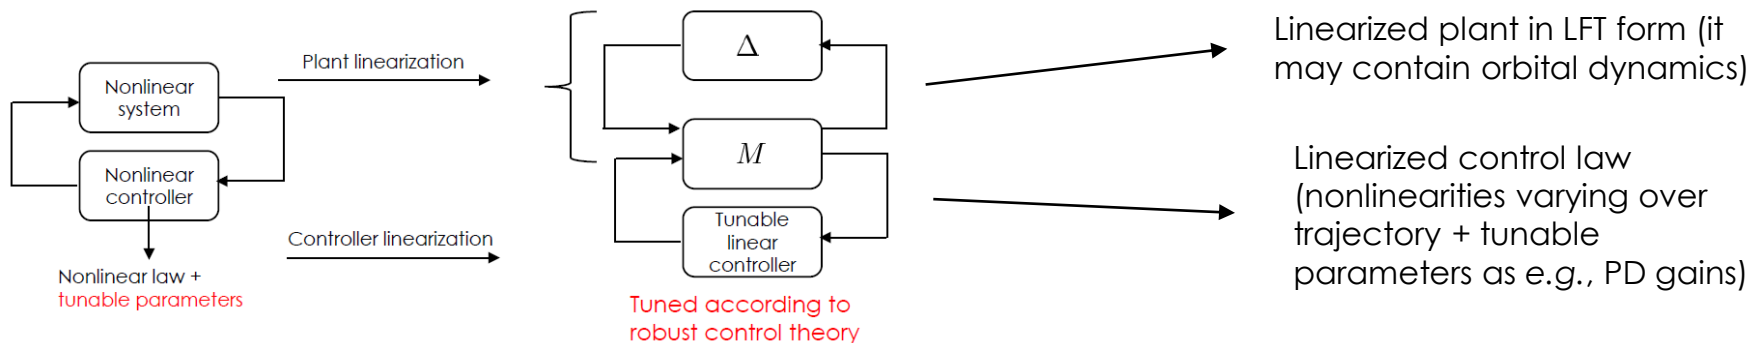 Nonlinear
system
Nonlinear
controller
Nonlinear law +
tunable parameters
Plant linearization
Controller linearization
Δ
M
Tunable
linear
controller
Tuned according to
robust control theory
Linearized plant in LFT form (it
may contain orbital dynamics)
Linearized control law
(nonlinearities varying over
trajectory + tunable
parameters as e.g., PD gains)